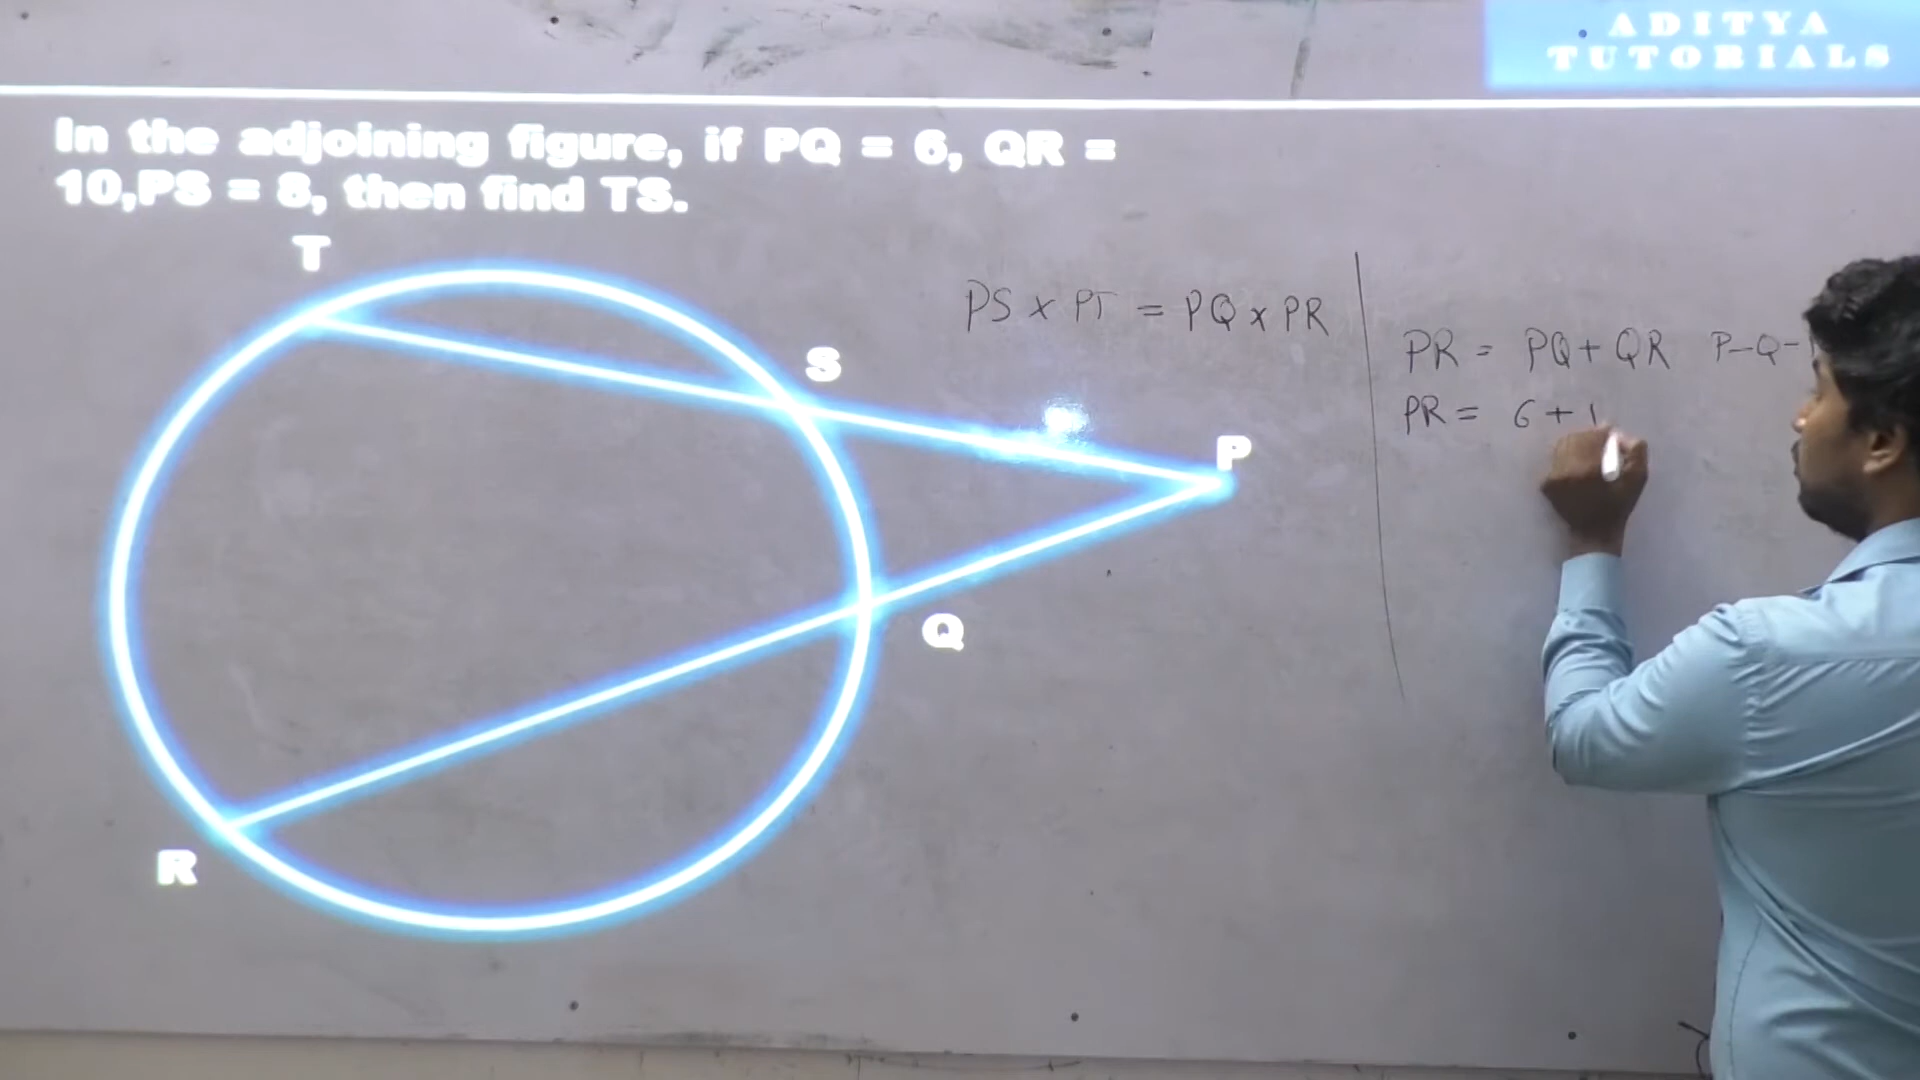 ADITYA
TUTORIALS
In the adjoining figure, if PQ = 6, QR =
10,PS = 8, then find TS.
T
S
P
Q
R
PS x PT = PQ x PR
PR = PQ + QR P-Q-
PR = 6 + 1